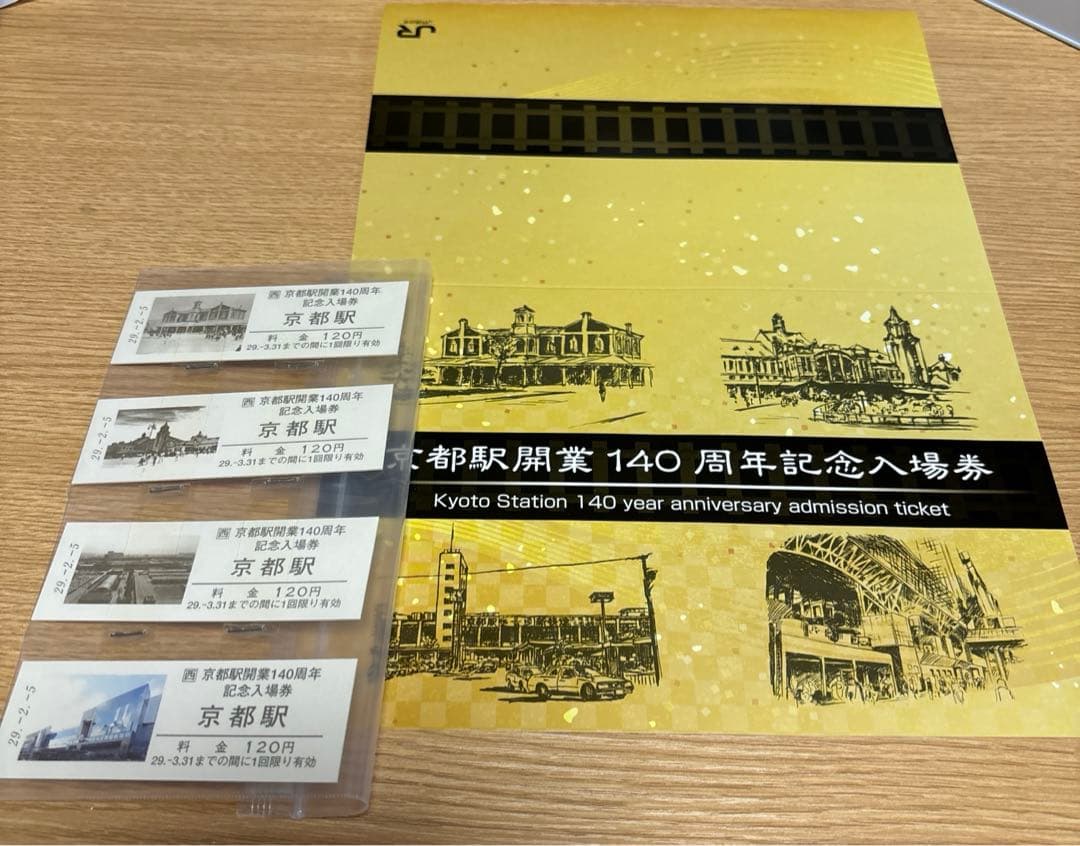 JR
京都駅開業140周年記念入場券
Kyoto Station 140 year anniversary admission ticket
29.-2.-5
西 京都駅開業140周年
記念入場券
京都駅
料 金 120円
29.-3.31までの間に1回限り有効
29.-2.-5
西 京都駅開業140周年
記念入場券
京都駅
料 金 120円
29.-3.31までの間に1回限り有効
29.-2.-5
西 京都駅開業140周年
記念入場券
京都駅
料 金 120円
29.-3.31までの間に1回限り有効
29.-2.-5
西 京都駅開業140周年
記念入場券
京都駅
料 金 120円
29.-3.31までの間に1回限り有効